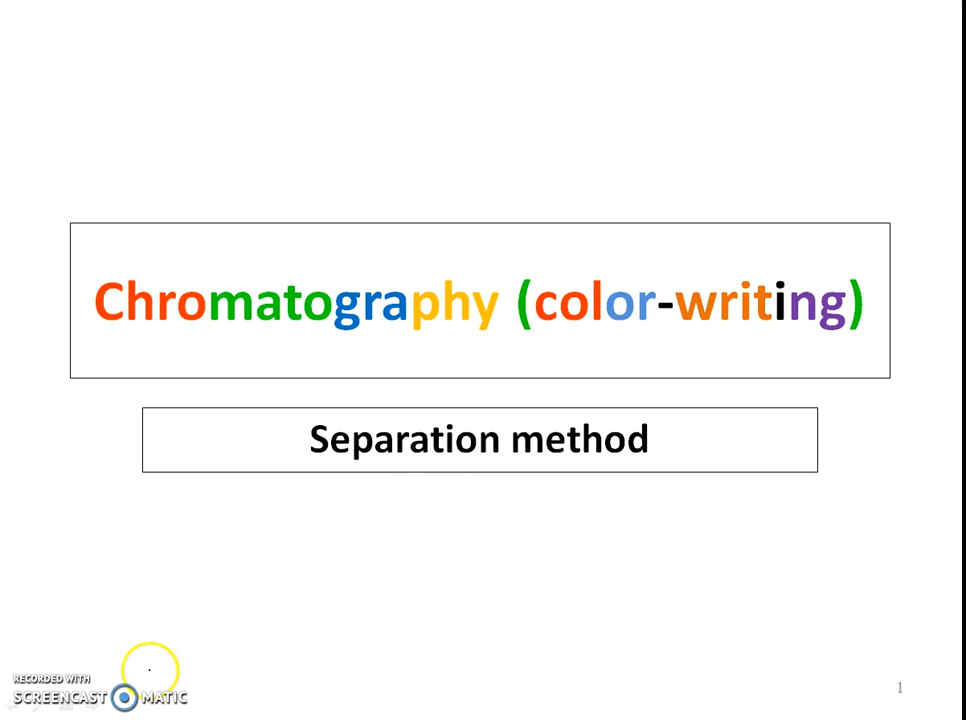 Chromatography (color-writing)
Separation method
RECORDED WITH
SCREENCAST MATIC
1